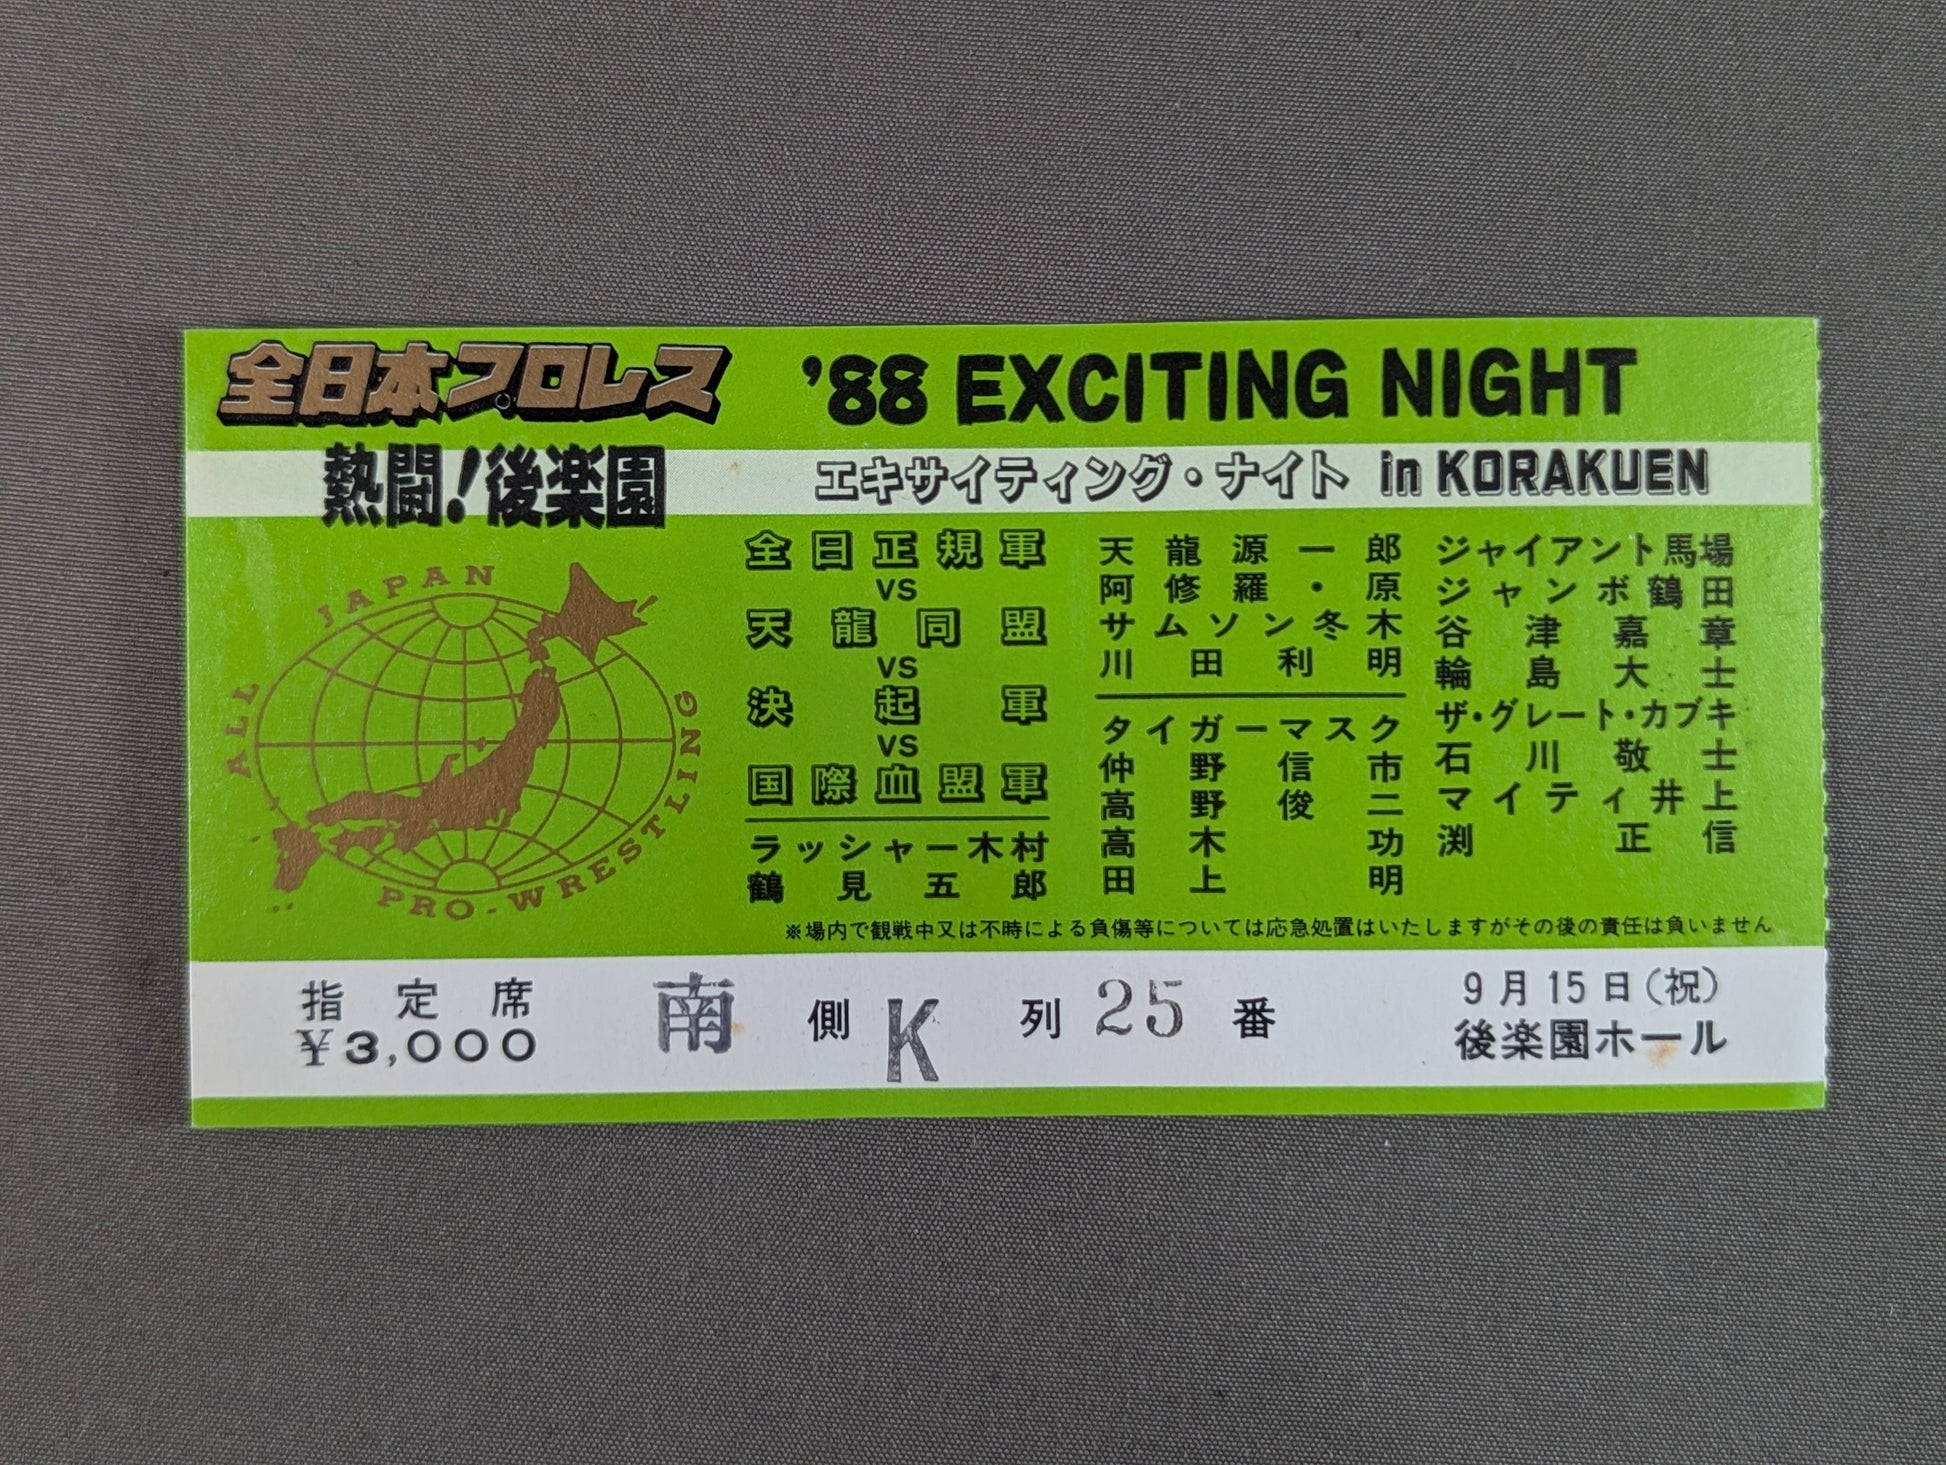 全日本プロレス
'88 EXCITING NIGHT
熱闘!後楽園
エキサイティング・ナイト in KORAKUEN
ALL JAPAN PRO-WRESTLING
全日正規軍
VS
天龍同盟
VS
決起軍
VS
国際血盟軍
ラッシャー木村
鶴見五郎
天龍源一郎
阿修羅・原
サムソン冬木
川田利明
タイガーマスク
仲野信市
高野俊二
高木功
田上明
ジャイアント馬場
ジャンボ鶴田
谷津嘉章
輪島大士
ザ・グレート・カブキ
石川敬士
マイティ井上
渕正信
※場内で観戦中又は不時による負傷等については応急処置はいたしますがその後の責任は負いません
指定席
¥3,000
南側K列25番
9月15日(祝)
後楽園ホール